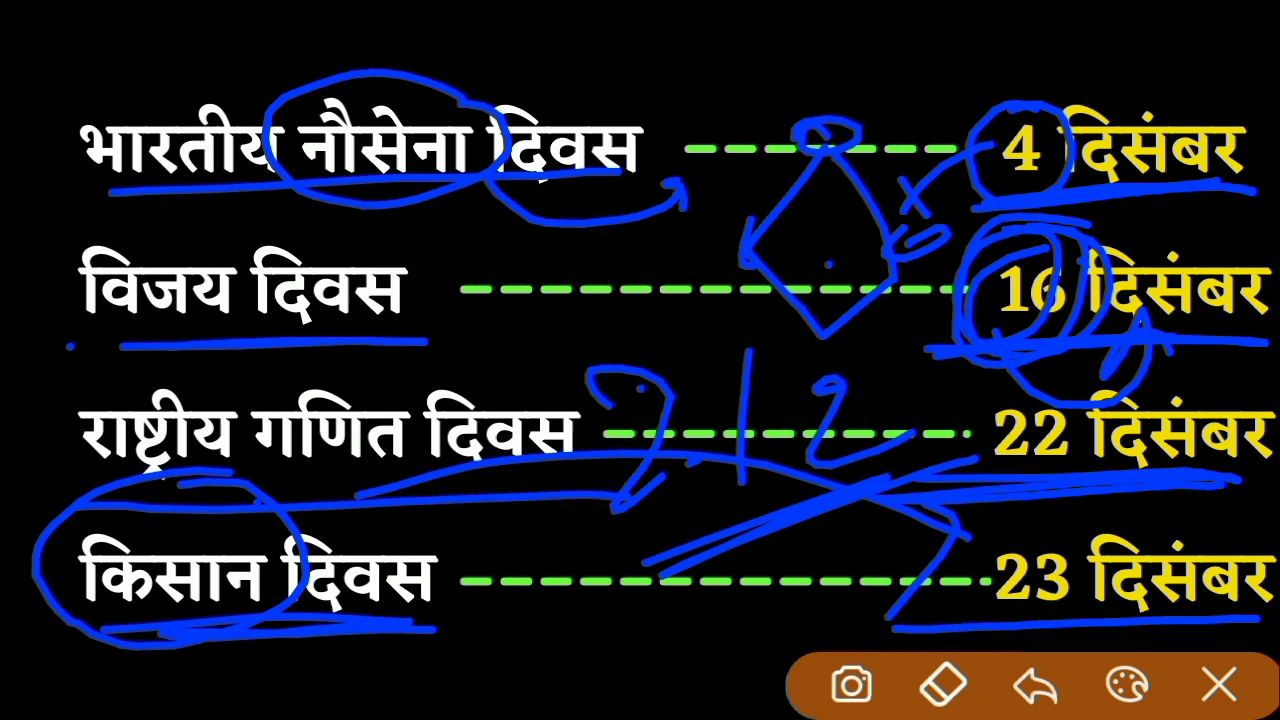 भारतीय नौसेना दिवस 4 दिसंबर
विजय दिवस 16 दिसंबर
राष्ट्रीय गणित दिवस 22 दिसंबर
किसान दिवस 23 दिसंबर